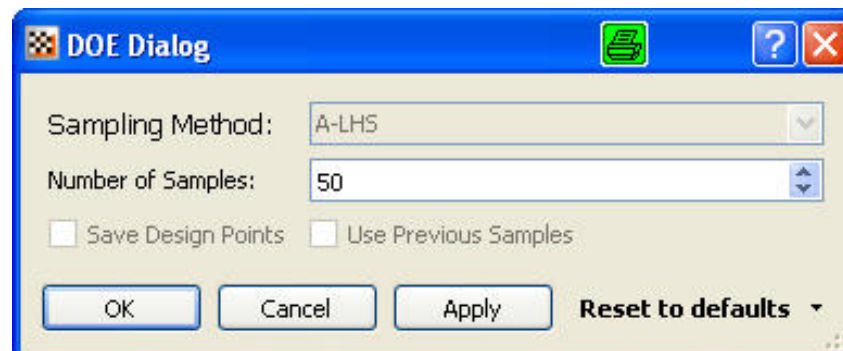 DOE Dialog
Sampling Method: A-LHS
Number of Samples: 50
Save Design Points Use Previous Samples
OK Cancel Apply Reset to defaults